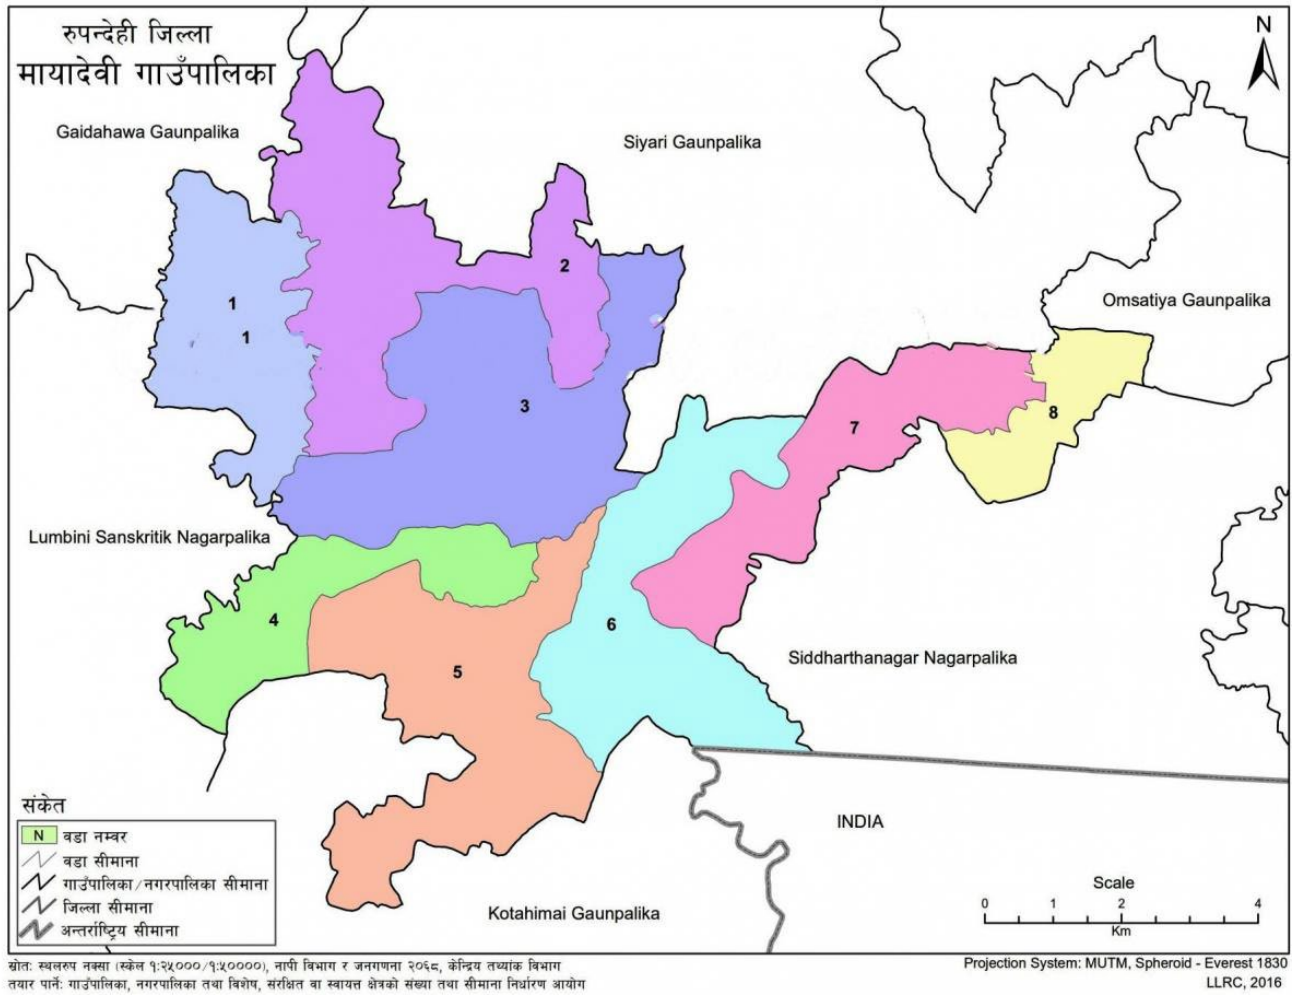 रुपन्देही जिल्ला
मायादेवी गाउँपालिका
N
Gaidahawa Gaunpalika
Siyari Gaunpalika
2
1
Omsatiya Gaunpalika
1
3
8
7
Lumbini Sanskritik Nagarpalika
4
6
Siddharthanagar Nagarpalika
5
संकेत
INDIA
N वडा नम्बर
वडा सीमाना
गाउँपालिका/नगरपालिका सीमाना
जिल्ला सीमाना
अन्तर्राष्ट्रिय सीमाना
Scale
0 1 2 4
Km
Kotahimai Gaunpalika
स्रोत: स्थलरुप नक्सा (स्केल १:२५०००/१:५००००), नापी विभाग र जनगणना २०६८, केन्द्रिय तथ्यांक विभाग
तयार पार्ने: गाउँपालिका, नगरपालिका तथा विशेष, संरक्षित वा स्वायत्त क्षेत्रको संख्या तथा सीमाना निर्धारण आयोग
Projection System: MUTM, Spheroid - Everest 1830
LLRC, 2016